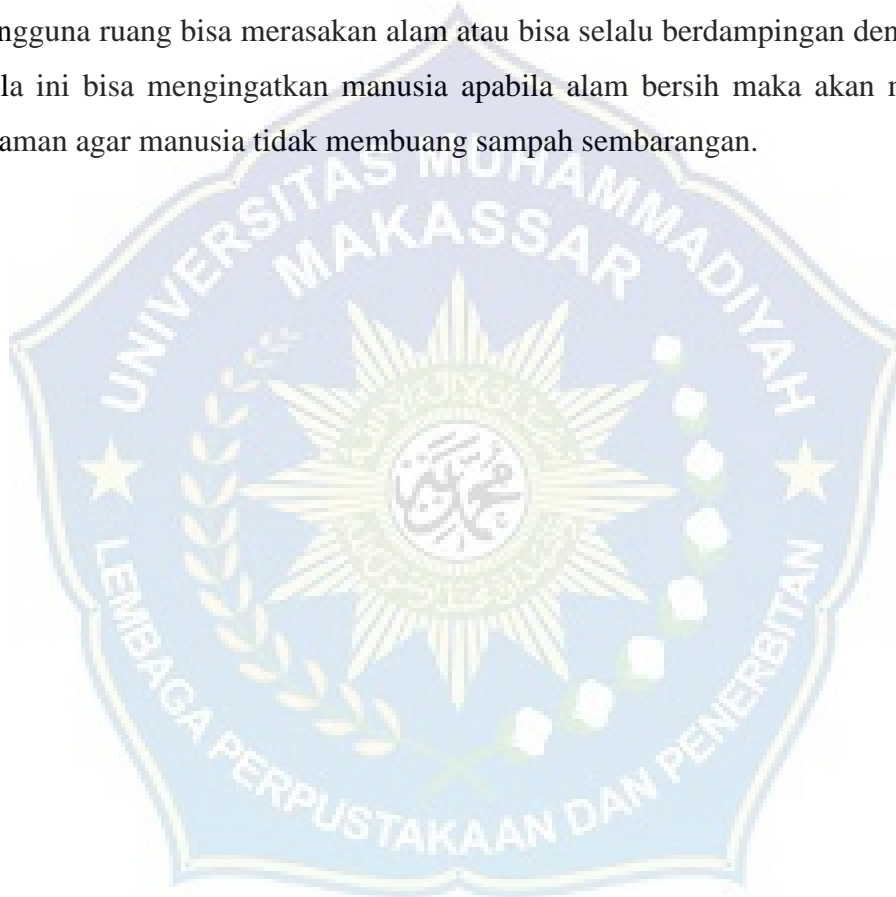 ngguna ruang bisa merasakan alam atau bisa selalu berdampingan den
la ini bisa mengingatkan manusia apabila alam bersih maka akan
aman agar manusia tidak membuang sampah sembarangan.
UNIVERSITAS MUHAMMADIYAH
MAKASSAR
LEMBAGA PERPUSTAKAAN DAN PENERBITAN